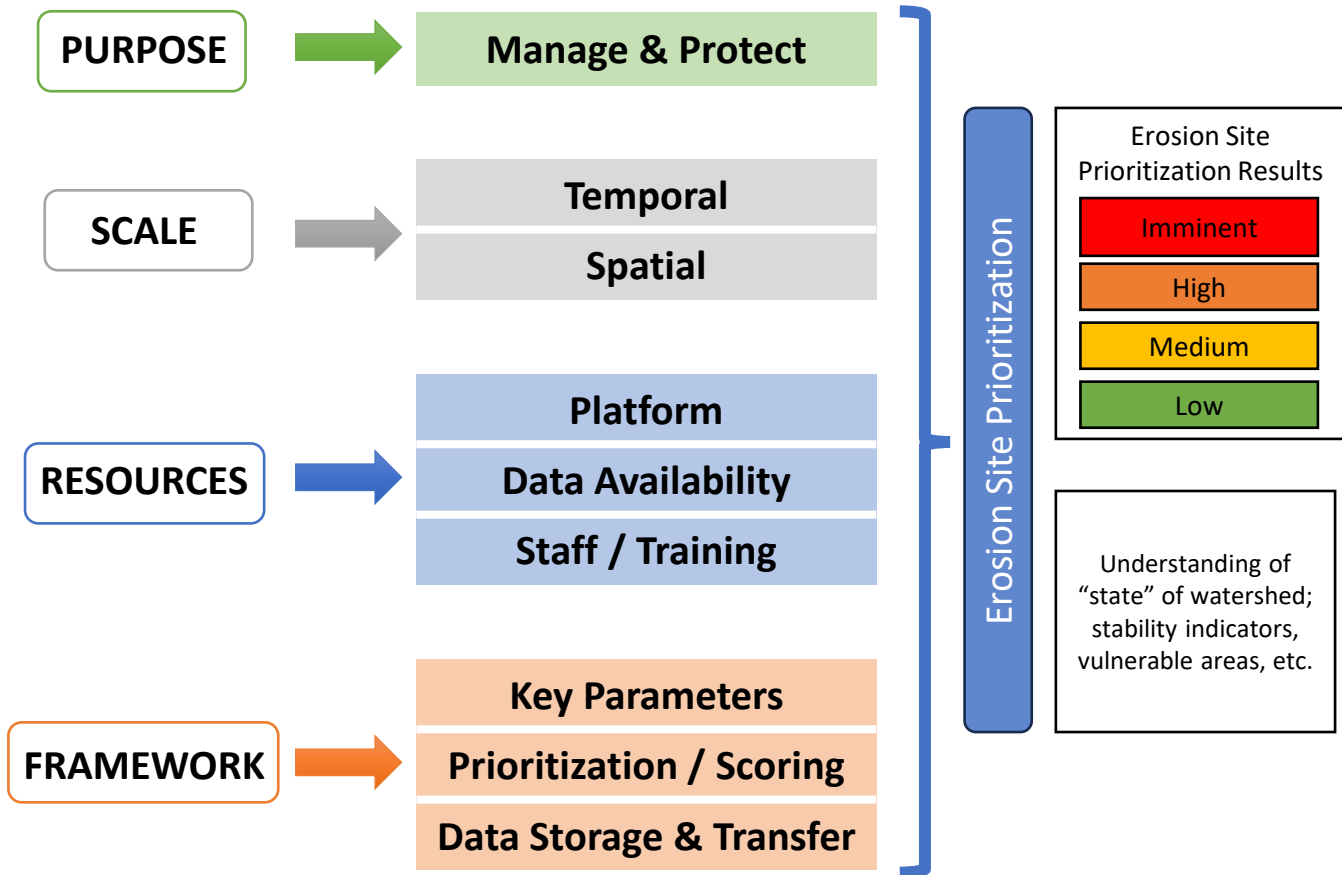 PURPOSE
Manage & Protect
SCALE
Temporal
Spatial
RESOURCES
Platform
Data Availability
Staff / Training
FRAMEWORK
Key Parameters
Prioritization / Scoring
Data Storage & Transfer
Erosion Site Prioritization
Erosion Site
Prioritization Results
Imminent
High
Medium
Low
Understanding of
“state” of watershed;
stability indicators,
vulnerable areas, etc.